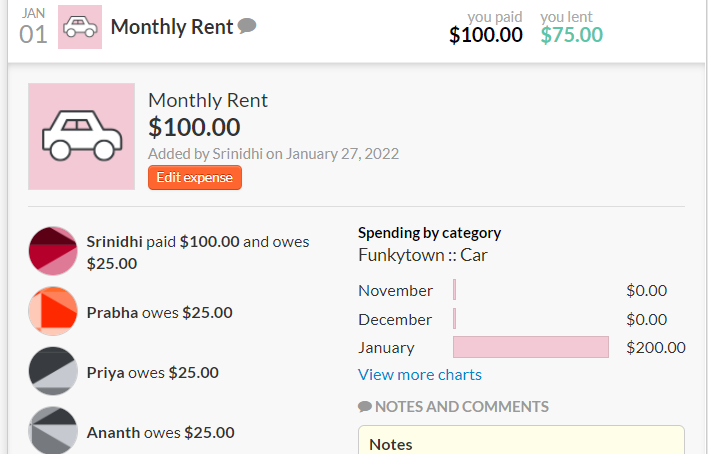 JAN
01
Monthly Rent
you paid
$100.00
you lent
$75.00
Monthly Rent
$100.00
Added by Srinidhi on January 27, 2022
Edit expense
Srinidhi paid $100.00 and owes
$25.00
Prabha owes $25.00
Priya owes $25.00
Ananth owes $25.00
Spending by category
Funkytown :: Car
November $0.00
December $0.00
January $200.00
View more charts
NOTES AND COMMENTS
Notes